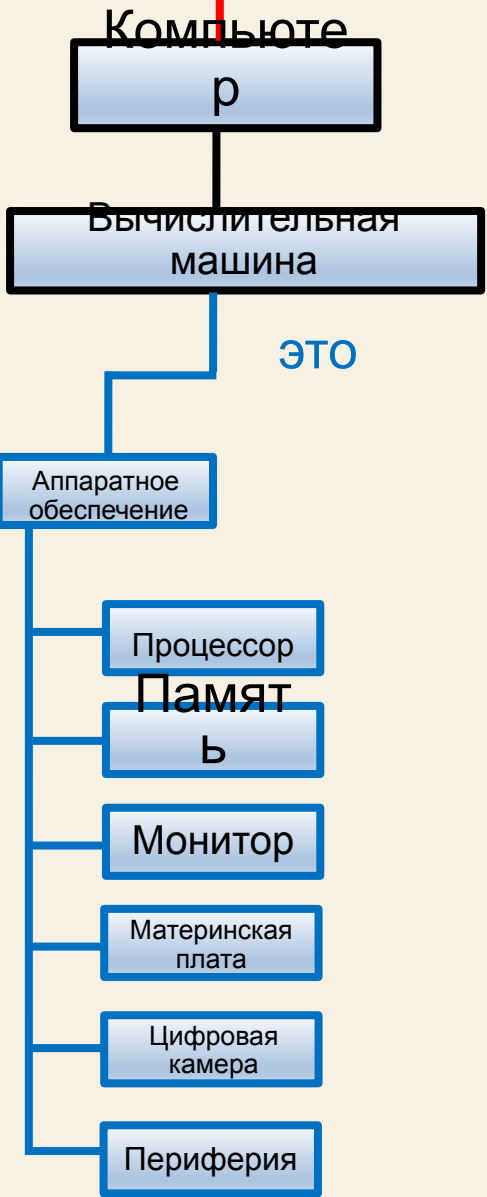 Компьюте
р
Вычислительная
машина
это
Аппаратное
обеспечение
Процессор
Памят
ь
Монитор
Материнская
плата
Цифровая
камера
Периферия